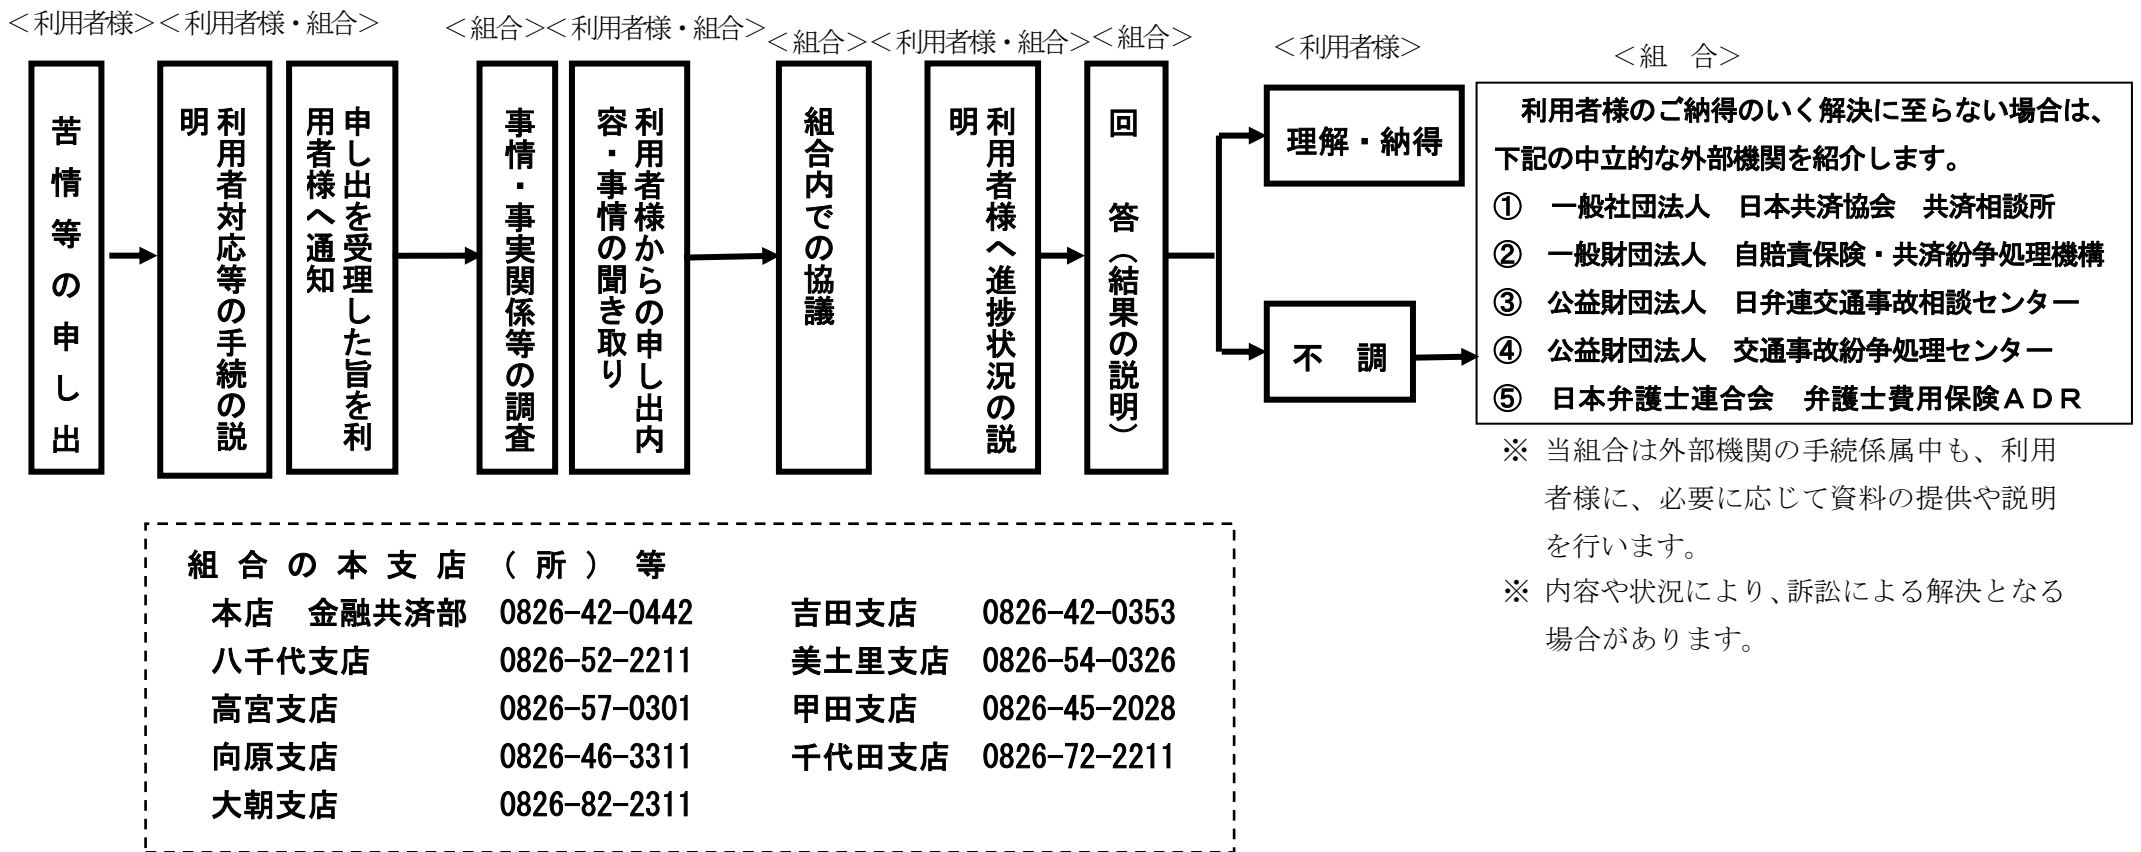 ＜利用者様＞
＜利用者様・組合＞
＜組合＞
＜利用者様・組合＞
＜組合＞
＜利用者様・組合＞
＜組合＞
＜利用者様＞
＜組　合＞
苦情等の申し出
利用者対応等の手続の説
明
申し出を受理した旨を利
用者様へ通知
事情・事実関係等の調査
利用者様からの申し出内
容・事情の聞き取り
組合内での協議
利用者様へ進捗状況の説
明
回　答（結果の説明）
理解・納得
不　調
利用者様のご納得のいく解決に至らない場合は、
下記の中立的な外部機関を紹介します。
①　一般社団法人　日本共済協会　共済相談所
②　一般財団法人　自賠責保険・共済紛争処理機構
③　公益財団法人　日弁連交通事故相談センター
④　公益財団法人　交通事故紛争処理センター
⑤　日本弁護士連合会　弁護士費用保険ＡＤＲ
※ 当組合は外部機関の手続係属中も、利用
者様に、必要に応じて資料の提供や説明
を行います。
※ 内容や状況により、訴訟による解決となる
場合があります。
組 合 の 本 支 店 （ 所 ） 等
本店　金融共済部　0826-42-0442　吉田支店　0826-42-0353
八千代支店　0826-52-2211　美土里支店　0826-54-0326
高宮支店　0826-57-0301　甲田支店　0826-45-2028
向原支店　0826-46-3311　千代田支店　0826-72-2211
大朝支店　0826-82-2311